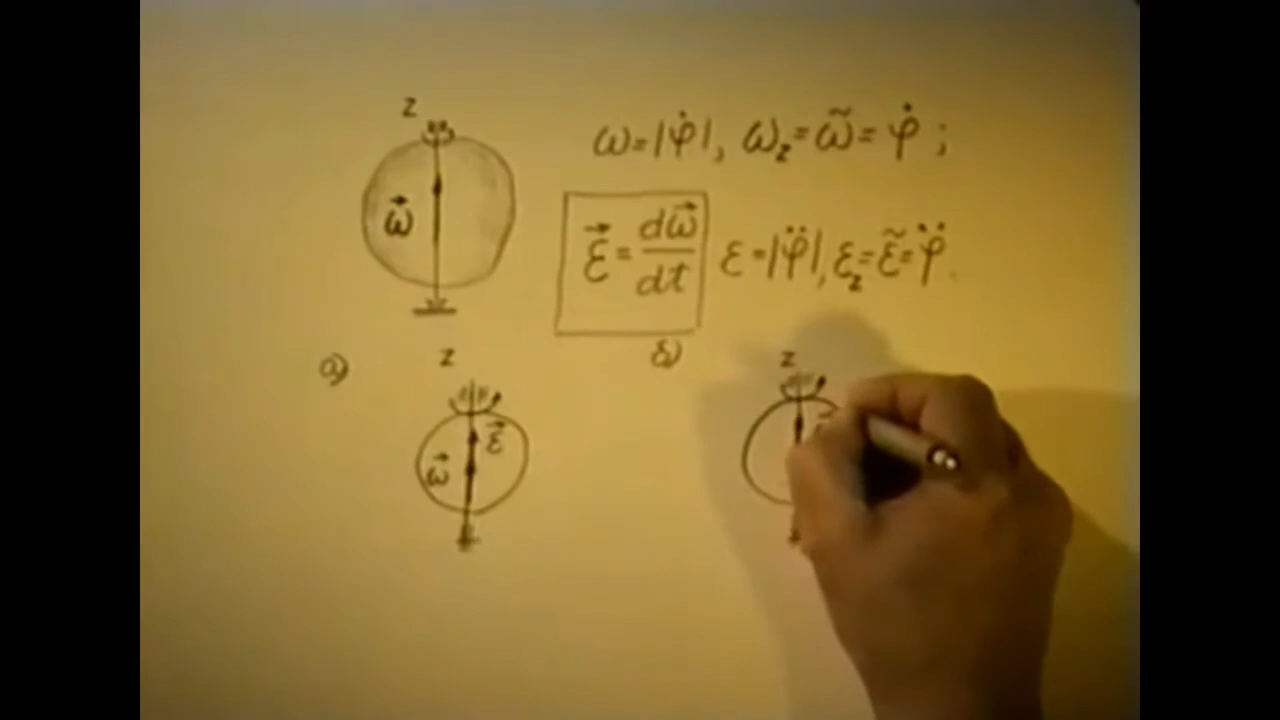 z
ω = |φ̇|, ω_z = ω̃ = φ̇ ;
ω⃗
ε⃗ = dω⃗/dt ε = |φ̈|, ε_z = ε̃ = φ̈.
а) z б) z
ε⃗
ω⃗